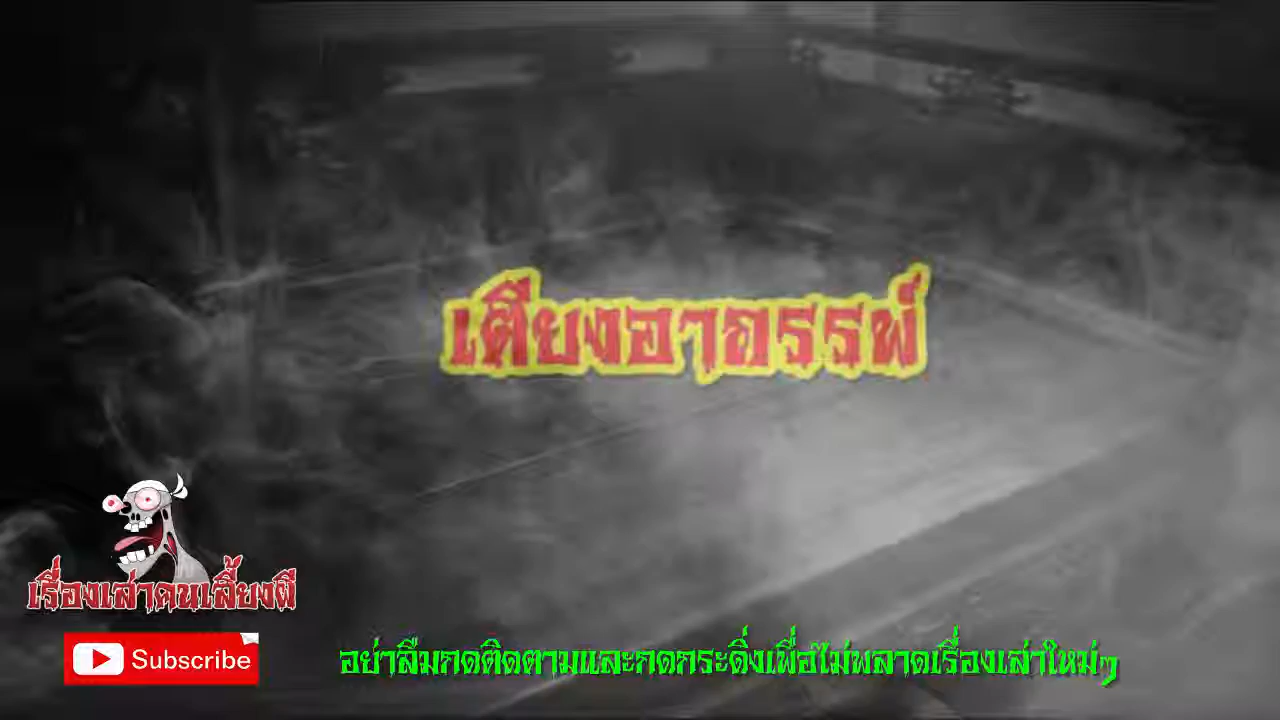 เตียงอาถรรพ์
เรื่องเล่าคนเลี้ยงผี
Subscribe
อย่าลืมกดติดตามและกดกระดิ่งเพื่อไม่พลาดเรื่องเล่าใหม่ๆ